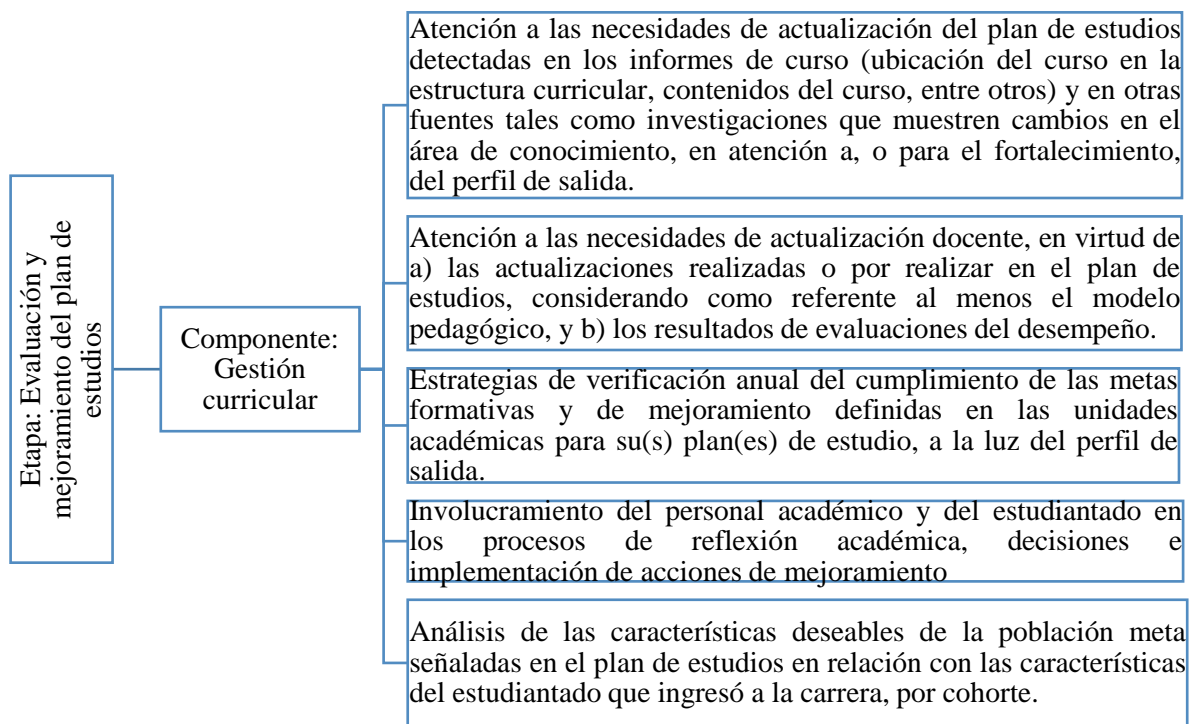 Etapa: Evaluación y
mejoramiento del plan de
estudios
Componente:
Gestión
curricular
Atención a las necesidades de actualización del plan de estudios
detectadas en los informes de curso (ubicación del curso en la
estructura curricular, contenidos del curso, entre otros) y en otras
fuentes tales como investigaciones que muestren cambios en el
área de conocimiento, en atención a, o para el fortalecimiento,
del perfil de salida.
Atención a las necesidades de actualización docente, en virtud de
a) las actualizaciones realizadas o por realizar en el plan de
estudios, considerando como referente al menos el modelo
pedagógico, y b) los resultados de evaluaciones del desempeño.
Estrategias de verificación anual del cumplimiento de las metas
formativas y de mejoramiento definidas en las unidades
académicas para su(s) plan(es) de estudio, a la luz del perfil de
salida.
Involucramiento del personal académico y del estudiantado en
los procesos de reflexión académica, decisiones e
implementación de acciones de mejoramiento
Análisis de las características deseables de la población meta
señaladas en el plan de estudios en relación con las características
del estudiantado que ingresó a la carrera, por cohorte.